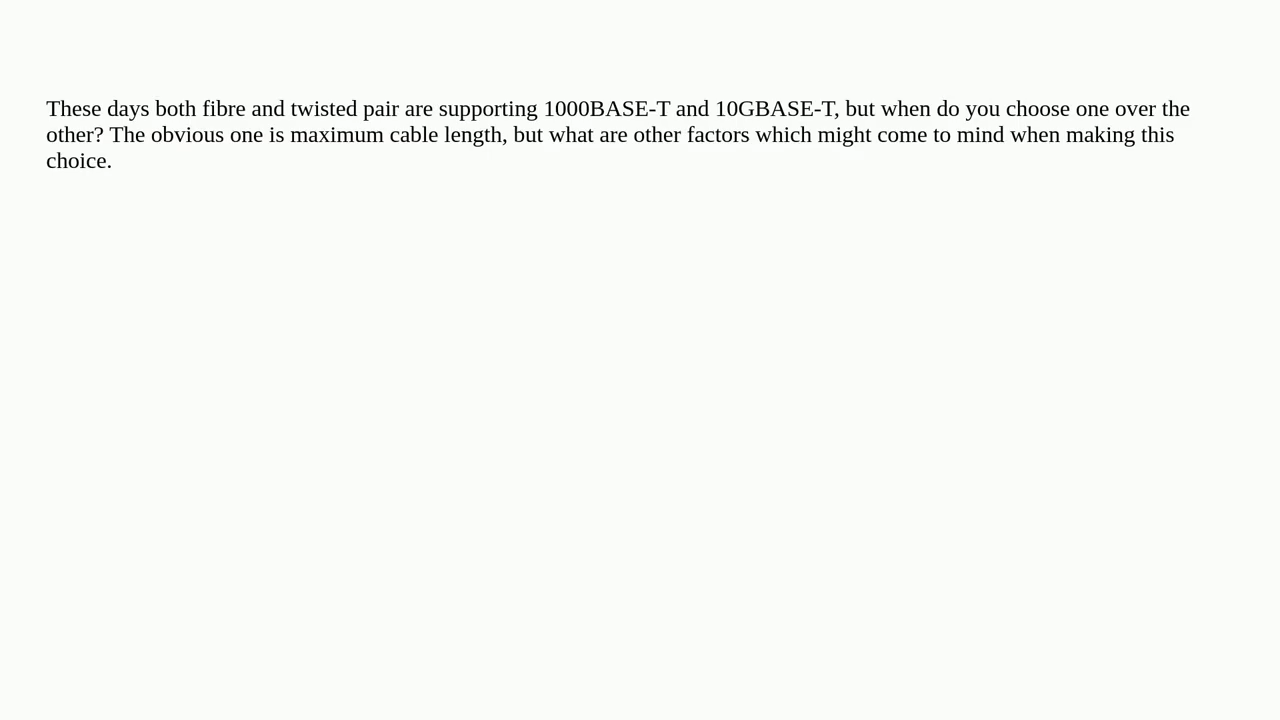 These days both fibre and twisted pair are supporting 1000BASE-T and 10GBASE-T, but when do you choose one over the
other? The obvious one is maximum cable length, but what are other factors which might come to mind when making this
choice.